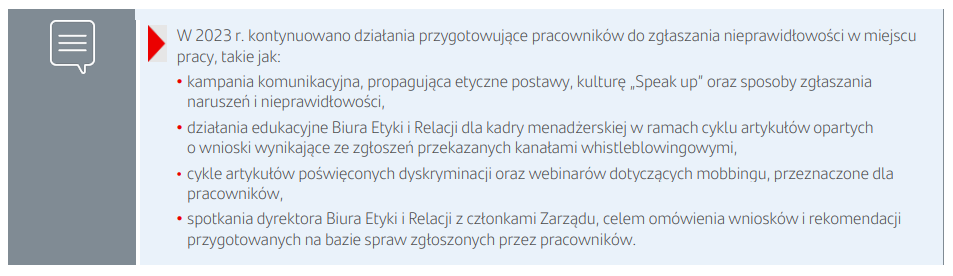 W 2023 r. kontynuowano działania przygotowujące pracowników do zgłaszania nieprawidłowości w miejscu
pracy, takie jak:
• kampania komunikacyjna, propagująca etyczne postawy, kulturę „Speak up” oraz sposoby zgłaszania
naruszeń i nieprawidłowości,
• działania edukacyjne Biura Etyki i Relacji dla kadry menadżerskiej w ramach cyklu artykułów opartych
o wnioski wynikające ze zgłoszeń przekazanych kanałami whistleblowingowymi,
• cykle artykułów poświęconych dyskryminacji oraz webinarów dotyczących mobbingu, przeznaczone dla
pracowników,
• spotkania dyrektora Biura Etyki i Relacji z członkami Zarządu, celem omówienia wniosków i rekomendacji
przygotowanych na bazie spraw zgłoszonych przez pracowników.